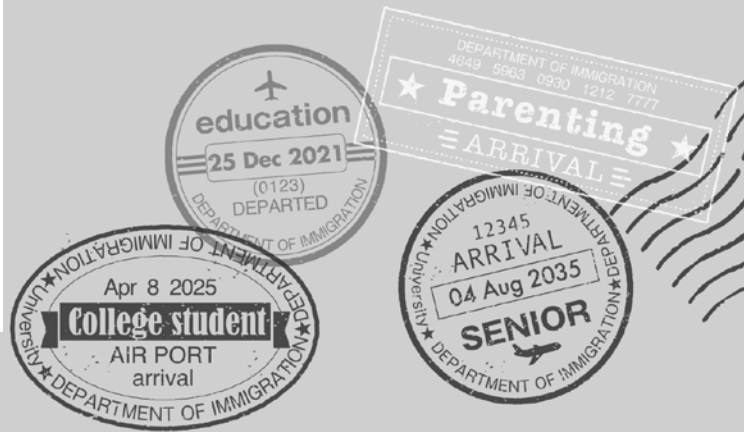 education
25 Dec 2021
(0123)
DEPARTED
DEPARTMENT OF IMMIGRATION
DEPARTMENT OF IMMIGRATION
4649 5963 0930 1212 7777
★ Parenting ★
ARRIVAL
DEPARTMENT OF IMMIGRATION
Apr 8 2025
College student
AIR PORT
arrival
University★DEPARTMENT OF IMMIGRATION★
DEPARTMENT OF IMMIGRATION
12345
ARRIVAL
04 Aug 2035
SENIOR
University★DEPARTMENT OF IMMIGRATION★